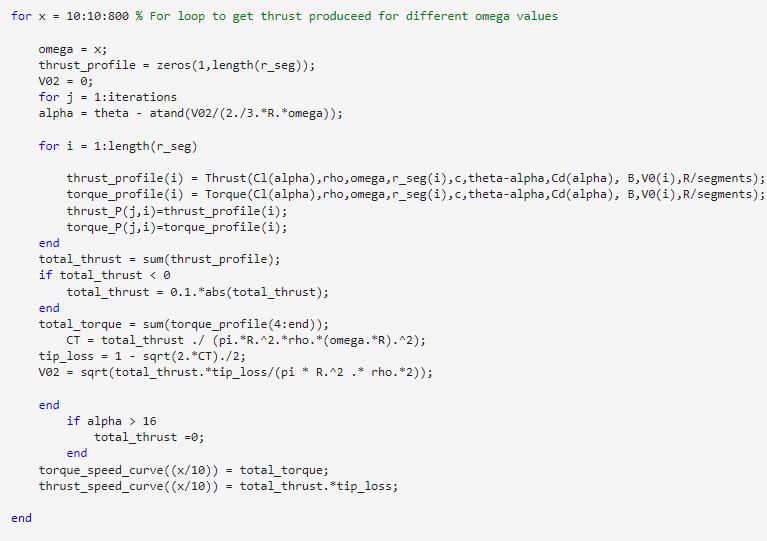 for x = 10:10:800 % For loop to get thrust produceed for different omega values
omega = x;
thrust_profile = zeros(1,length(r_seg));
V02 = 0;
for j = 1:iterations
alpha = theta - atand(V02/(2./3.*R.*omega));
for i = 1:length(r_seg)
thrust_profile(i) = Thrust(Cl(alpha),rho,omega,r_seg(i),c,theta-alpha,Cd(alpha), B,V0(i),R/segments);
torque_profile(i) = Torque(Cl(alpha),rho,omega,r_seg(i),c,theta-alpha,Cd(alpha), B,V0(i),R/segments);
thrust_P(j,i)=thrust_profile(i);
torque_P(j,i)=torque_profile(i);
end
total_thrust = sum(thrust_profile);
if total_thrust < 0
total_thrust = 0.1.*abs(total_thrust);
end
total_torque = sum(torque_profile(4:end));
CT = total_thrust ./ (pi.*R.^2.*rho.*(omega.*R).^2);
tip_loss = 1 - sqrt(2.*CT)./2;
V02 = sqrt(total_thrust.*tip_loss/(pi * R.^2 .* rho.*2));
end
if alpha > 16
total_thrust =0;
end
torque_speed_curve((x/10)) = total_torque;
thrust_speed_curve((x/10)) = total_thrust.*tip_loss;
end